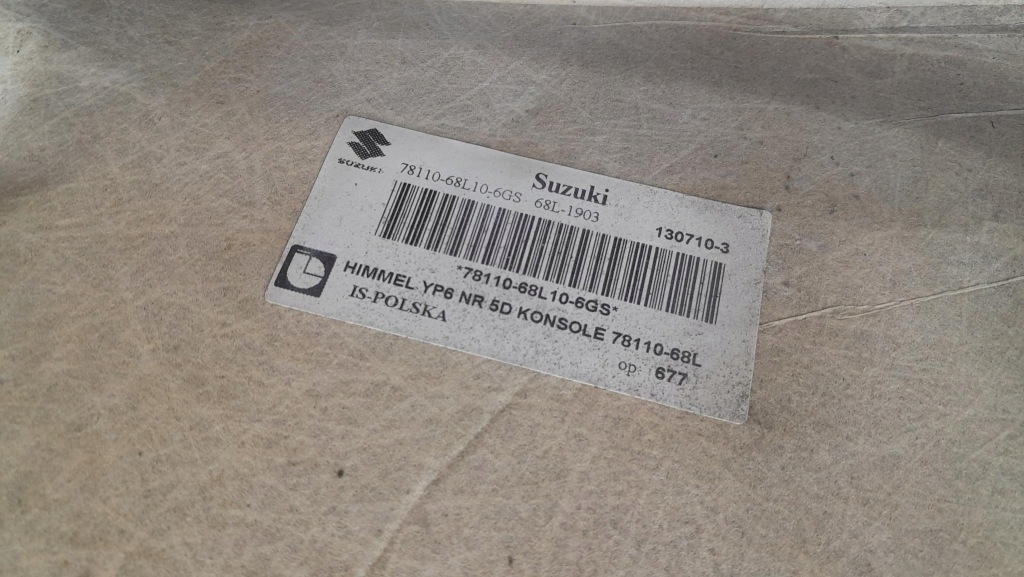 SUZUKI
Suzuki
78110-68L10-6GS 68L-1903
130710-3
*78110-68L10-6GS*
HIMMEL YP6 NR 5D KONSOLE 78110-68L
IS-POLSKA
op 677